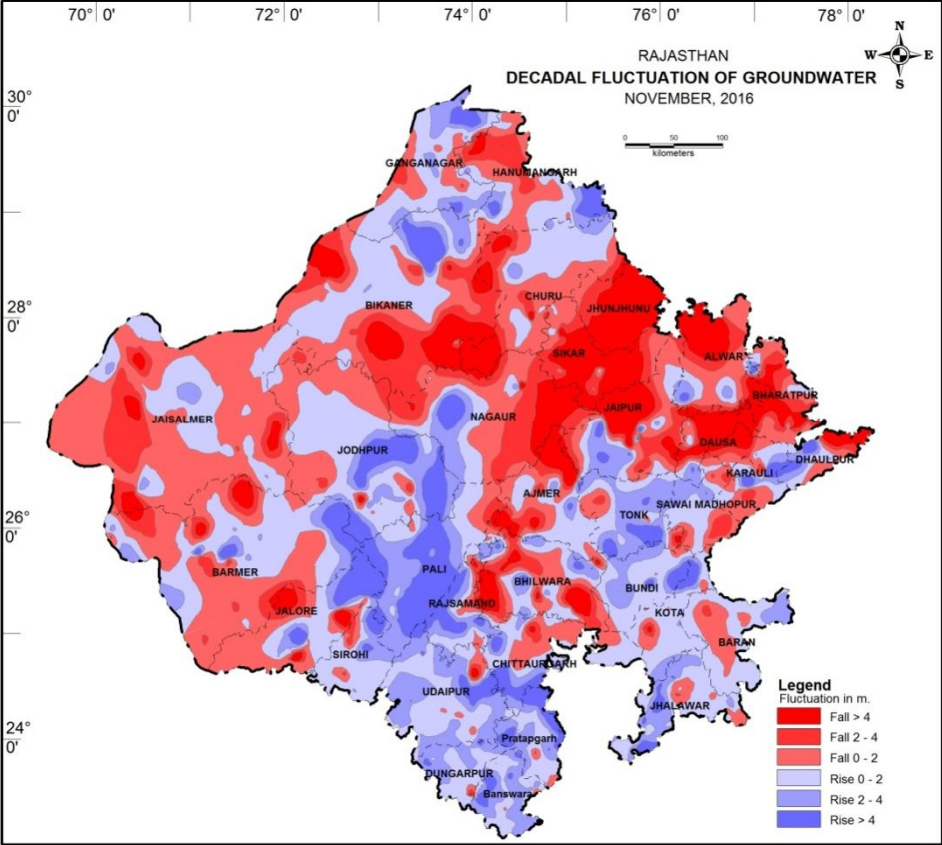 70° 0'
72° 0'
74° 0'
76° 0'
78° 0'
N
W E
S
RAJASTHAN
DECADAL FLUCTUATION OF GROUNDWATER
NOVEMBER, 2016
0 50 100
kilometers
30°
0'
GANGANAGAR
HANUMANGARH
28°
0'
BIKANER
CHURU
JHUNJHUNU
SIKAR
ALWAR
BHARATPUR
JAISALMER
NAGAUR
JAIPUR
DAUSA
JODHPUR
KARAULI
DHAULPUR
AJMER
TONK
SAWAI MADHOPUR
26°
0'
BARMER
PALI
BHILWARA
BUNDI
JALORE
RAJSAMAND
KOTA
BARAN
SIROHI
CHITTAURGARH
UDAIPUR
JHALAWAR
24°
0'
Pratapgarh
DUNGARPUR
Banswara
Legend
Fluctuation in m.
Fall > 4
Fall 2 - 4
Fall 0 - 2
Rise 0 - 2
Rise 2 - 4
Rise > 4